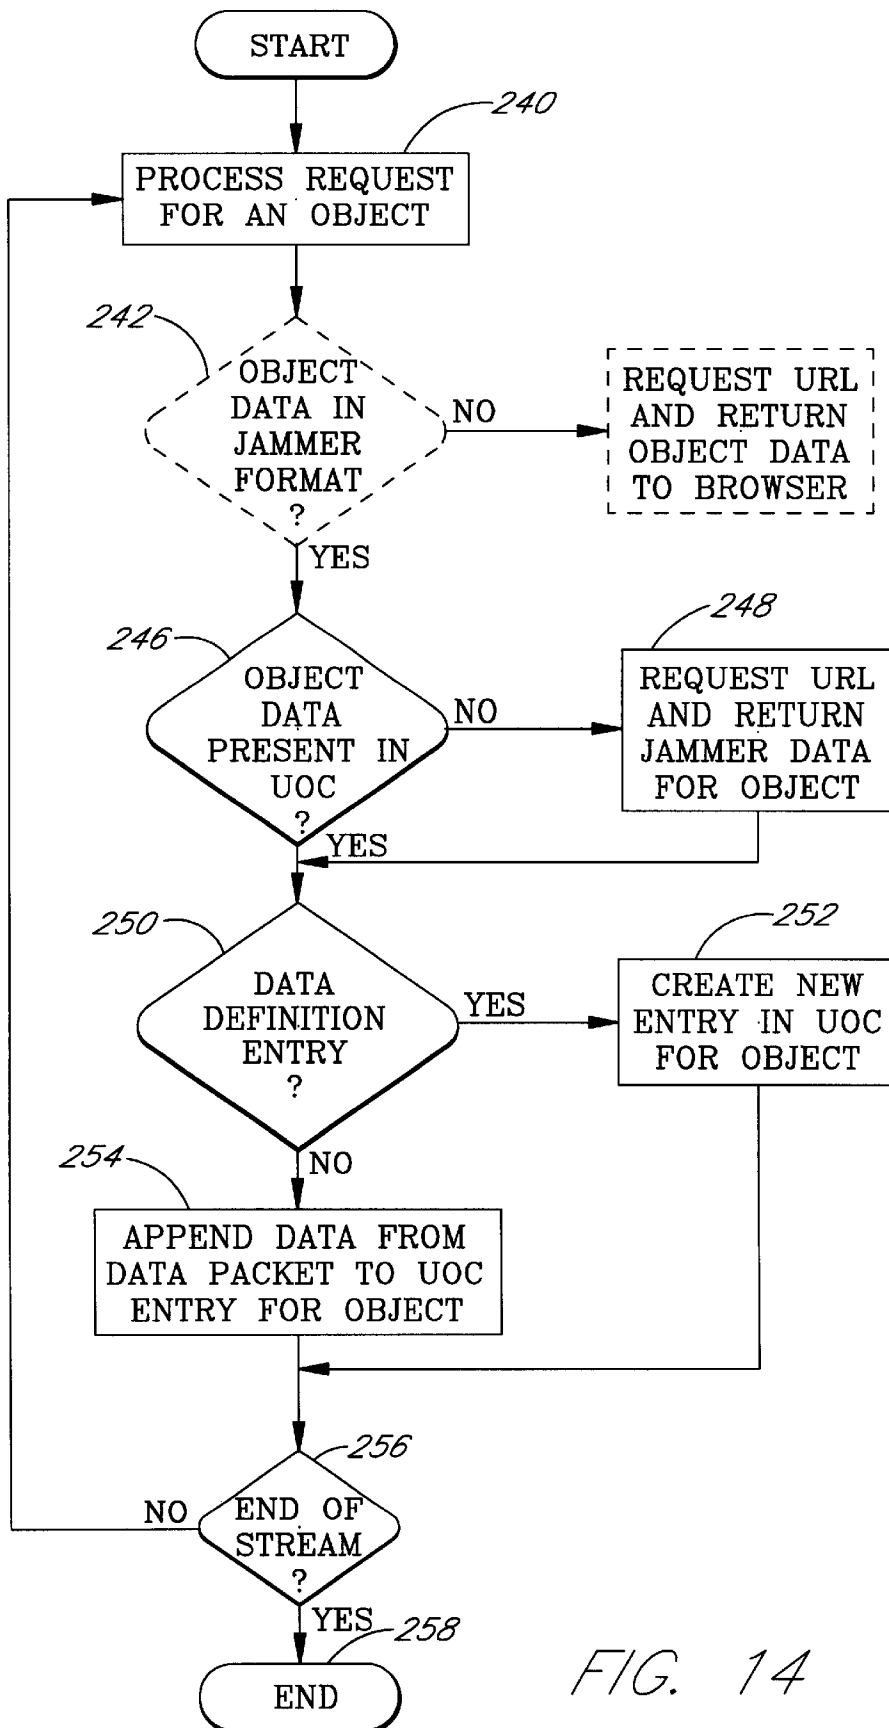 START
240
PROCESS REQUEST
FOR AN OBJECT
242
OBJECT
DATA IN
JAMMER
FORMAT
?
NO
REQUEST URL
AND RETURN
OBJECT DATA
TO BROWSER
YES
246
OBJECT
DATA
PRESENT IN
UOC
?
NO
248
REQUEST URL
AND RETURN
JAMMER DATA
FOR OBJECT
YES
250
DATA
DEFINITION
ENTRY
?
YES
252
CREATE NEW
ENTRY IN UOC
FOR OBJECT
NO
254
APPEND DATA FROM
DATA PACKET TO UOC
ENTRY FOR OBJECT
256
END OF
STREAM
?
NO
YES
258
END
FIG. 14